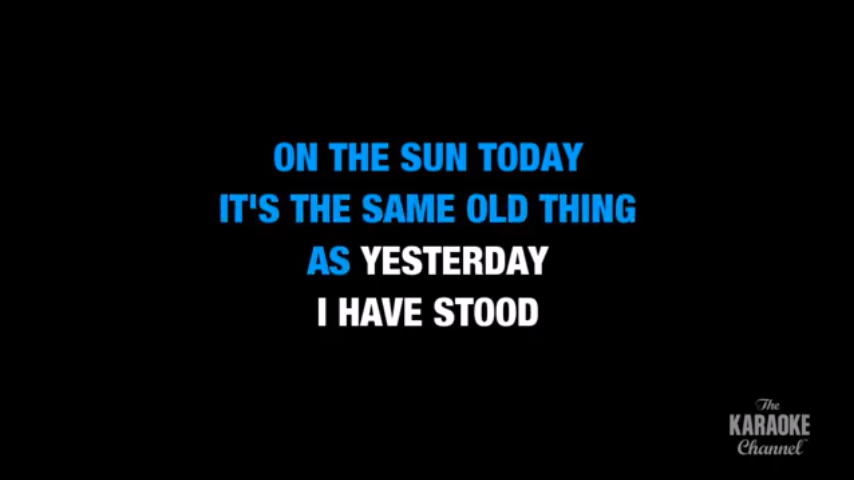 ON THE SUN TODAY
IT'S THE SAME OLD THING
AS YESTERDAY
I HAVE STOOD
The
KARAOKE
Channel